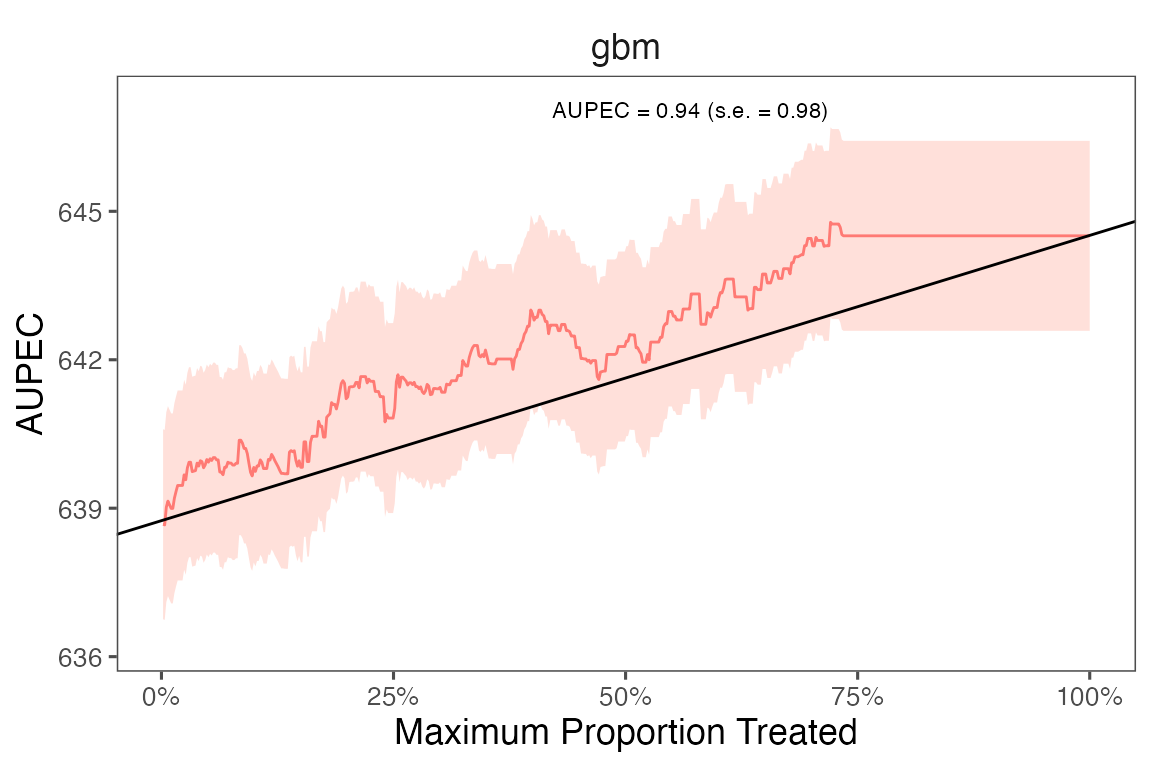 gbm
AUPEC = 0.94 (s.e. = 0.98)
AUPEC
645
642
639
636
0%
25%
50%
75%
100%
Maximum Proportion Treated